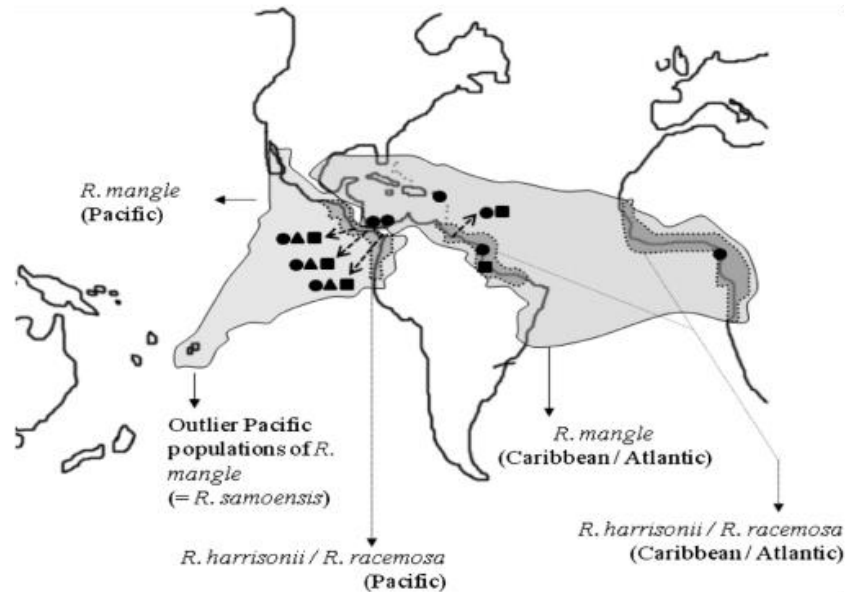 R. mangle
(Pacific)
Outlier Pacific
populations of R.
mangle
(= R. samoensis)
R. mangle
(Caribbean / Atlantic)
R. harrisonii / R. racemosa
(Caribbean / Atlantic)
R. harrisonii / R. racemosa
(Pacific)